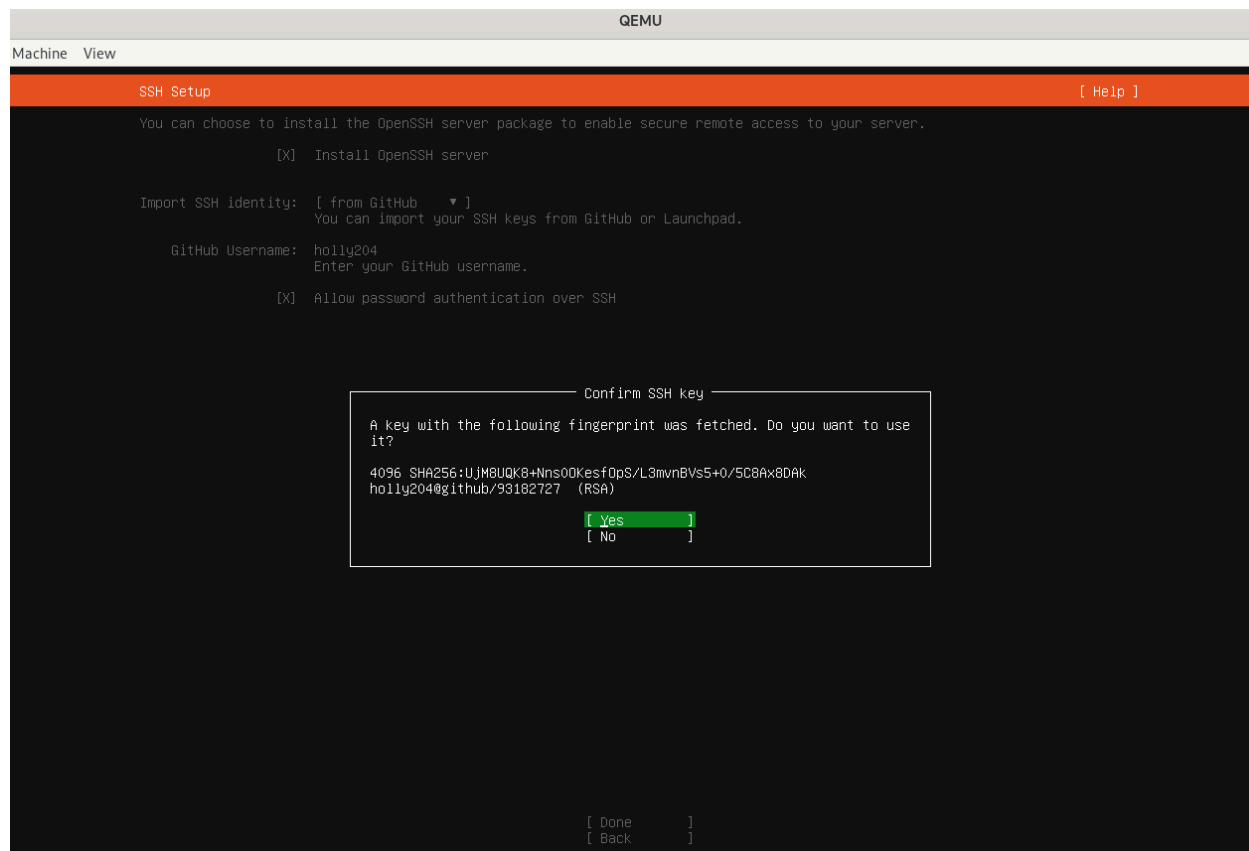 QEMU
Machine View
SSH Setup [ Help ]
You can choose to install the OpenSSH server package to enable secure remote access to your server.
[X] Install OpenSSH server
Import SSH identity: [ from GitHub ▾ ]
You can import your SSH keys from GitHub or Launchpad.
GitHub Username: holly204
Enter your GitHub username.
[X] Allow password authentication over SSH
Confirm SSH key
A key with the following fingerprint was fetched. Do you want to use
it?
4096 SHA256:UjM8UQK8+Nns0OKesfOpS/L3mvnBVs5+0/5C8Ax8DAk
holly204@github/93182727 (RSA)
[ Yes ]
[ No ]
[ Done ]
[ Back ]